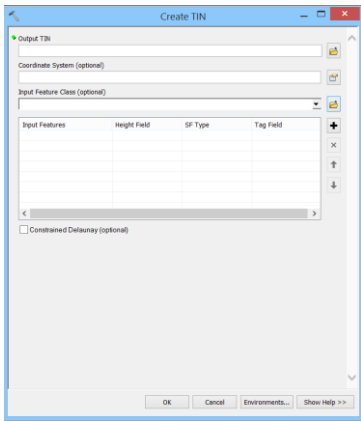 Create TIN
Output TIN
Coordinate System (optional)
Input Feature Class (optional)
Input Features Height Field SF Type Tag Field
Constrained Delaunay (optional)
OK Cancel Environments... Show Help >>